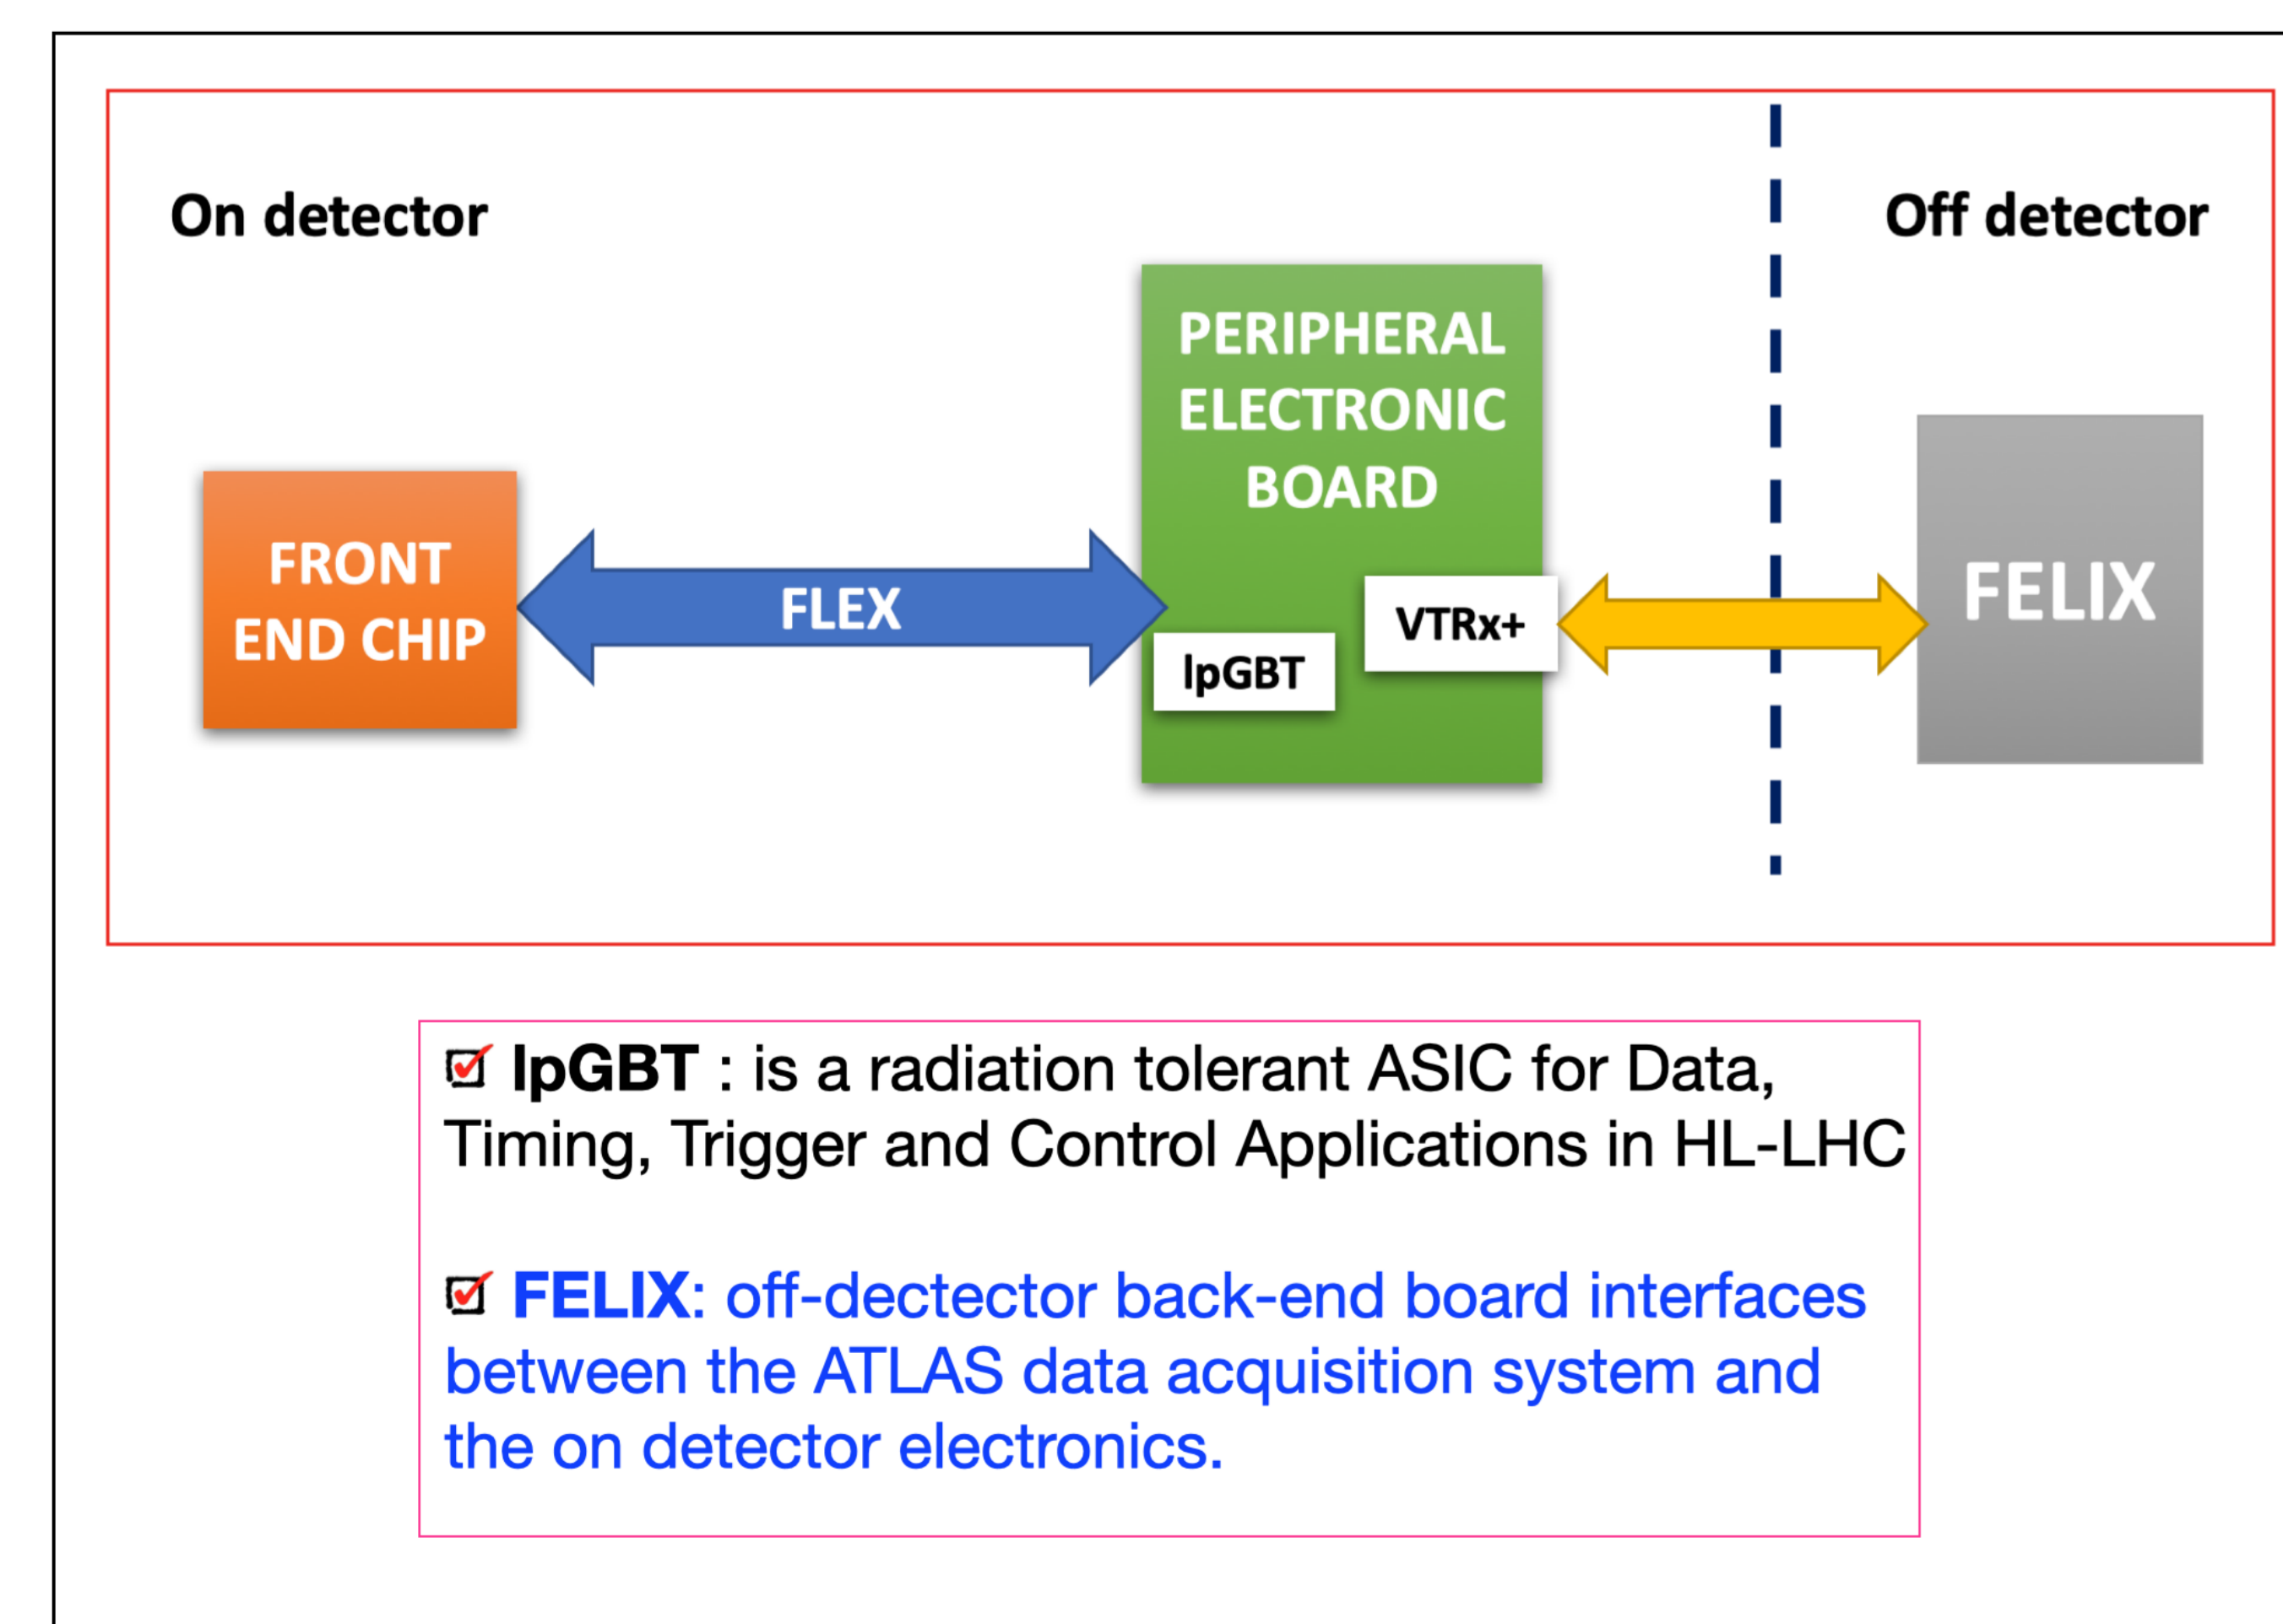 On detector
Off detector
PERIPHERAL
ELECTRONIC
BOARD
FRONT
END CHIP
FLEX
VTRx+
lpGBT
FELIX
lpGBT : is a radiation tolerant ASIC for Data,
Timing, Trigger and Control Applications in HL-LHC
FELIX: off-dectector back-end board interfaces
between the ATLAS data acquisition system and
the on detector electronics.